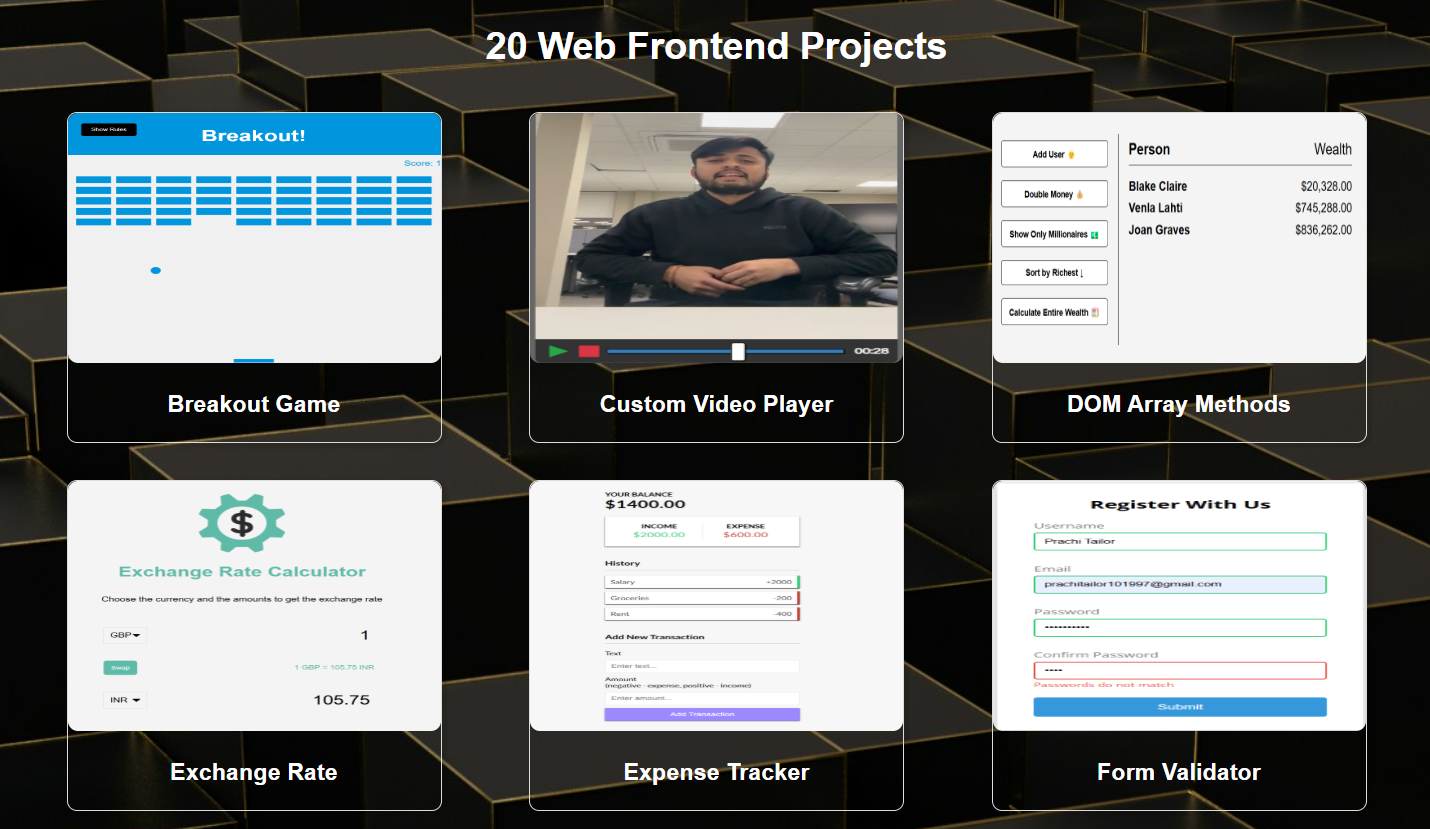 20 Web Frontend Projects
Show Rules
Breakout!
Score: 1
Breakout Game
00:28
Custom Video Player
Add User
Double Money
Show Only Millionaires
Sort by Richest ↓
Calculate Entire Wealth
Person Wealth
Blake Claire $20,328.00
Venla Lahti $745,288.00
Joan Graves $836,262.00
DOM Array Methods
$
Exchange Rate Calculator
Choose the currency and the amounts to get the exchange rate
GBP 1
Swap 1 GBP = 105.75 INR
INR 105.75
Exchange Rate
YOUR BALANCE
$1400.00
INCOME EXPENSE
$2000.00 $600.00
History
Salary +2000
Groceries -200
Rent -400
Add New Transaction
Text
Enter text...
Amount
(negative - expense, positive - income)
Enter amount...
Add Transaction
Expense Tracker
Register With Us
Username
Prachi Tailor
Email
prachitailor101997@gmail.com
Password
Confirm Password
Passwords do not match
Submit
Form Validator